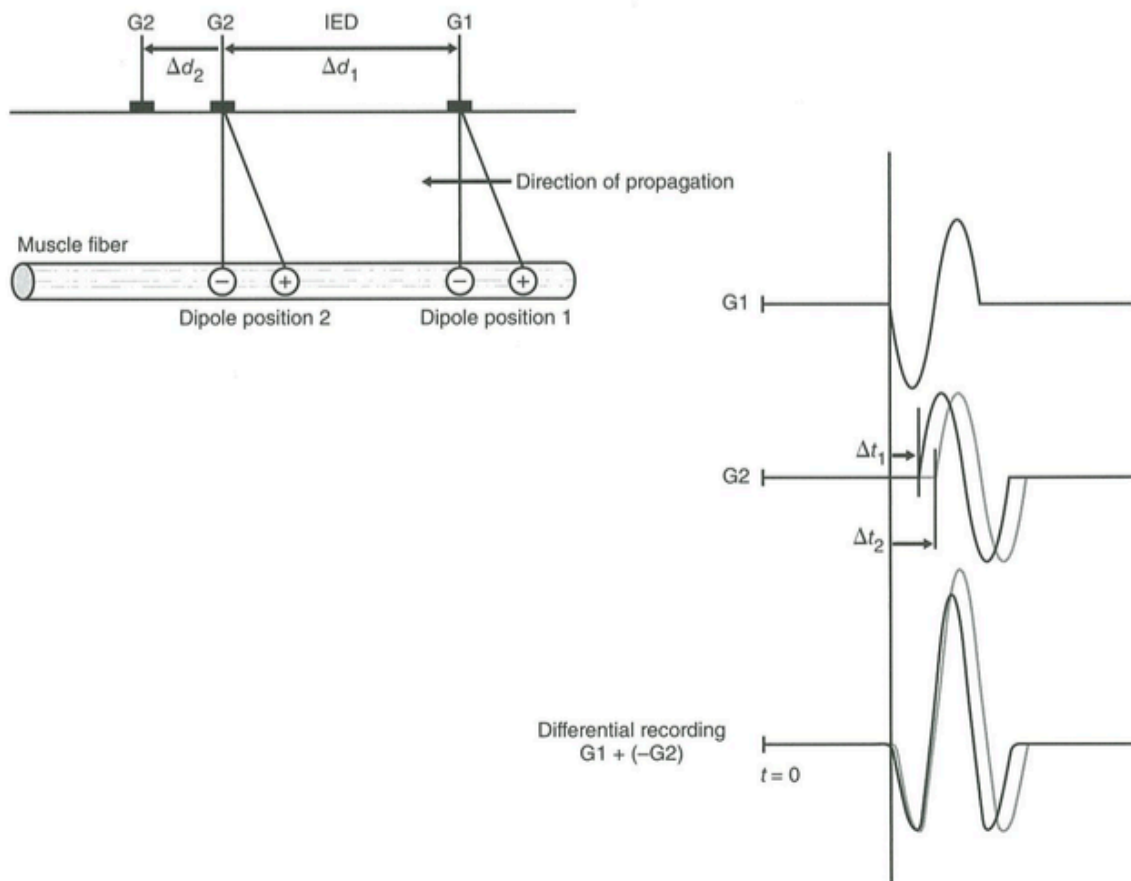 G2 G2 IED G1
Δd₂ Δd₁
Direction of propagation
Muscle fiber
− + − +
Dipole position 2 Dipole position 1
G1
Δt₁
G2
Δt₂
Differential recording
G1 + (−G2)
t = 0